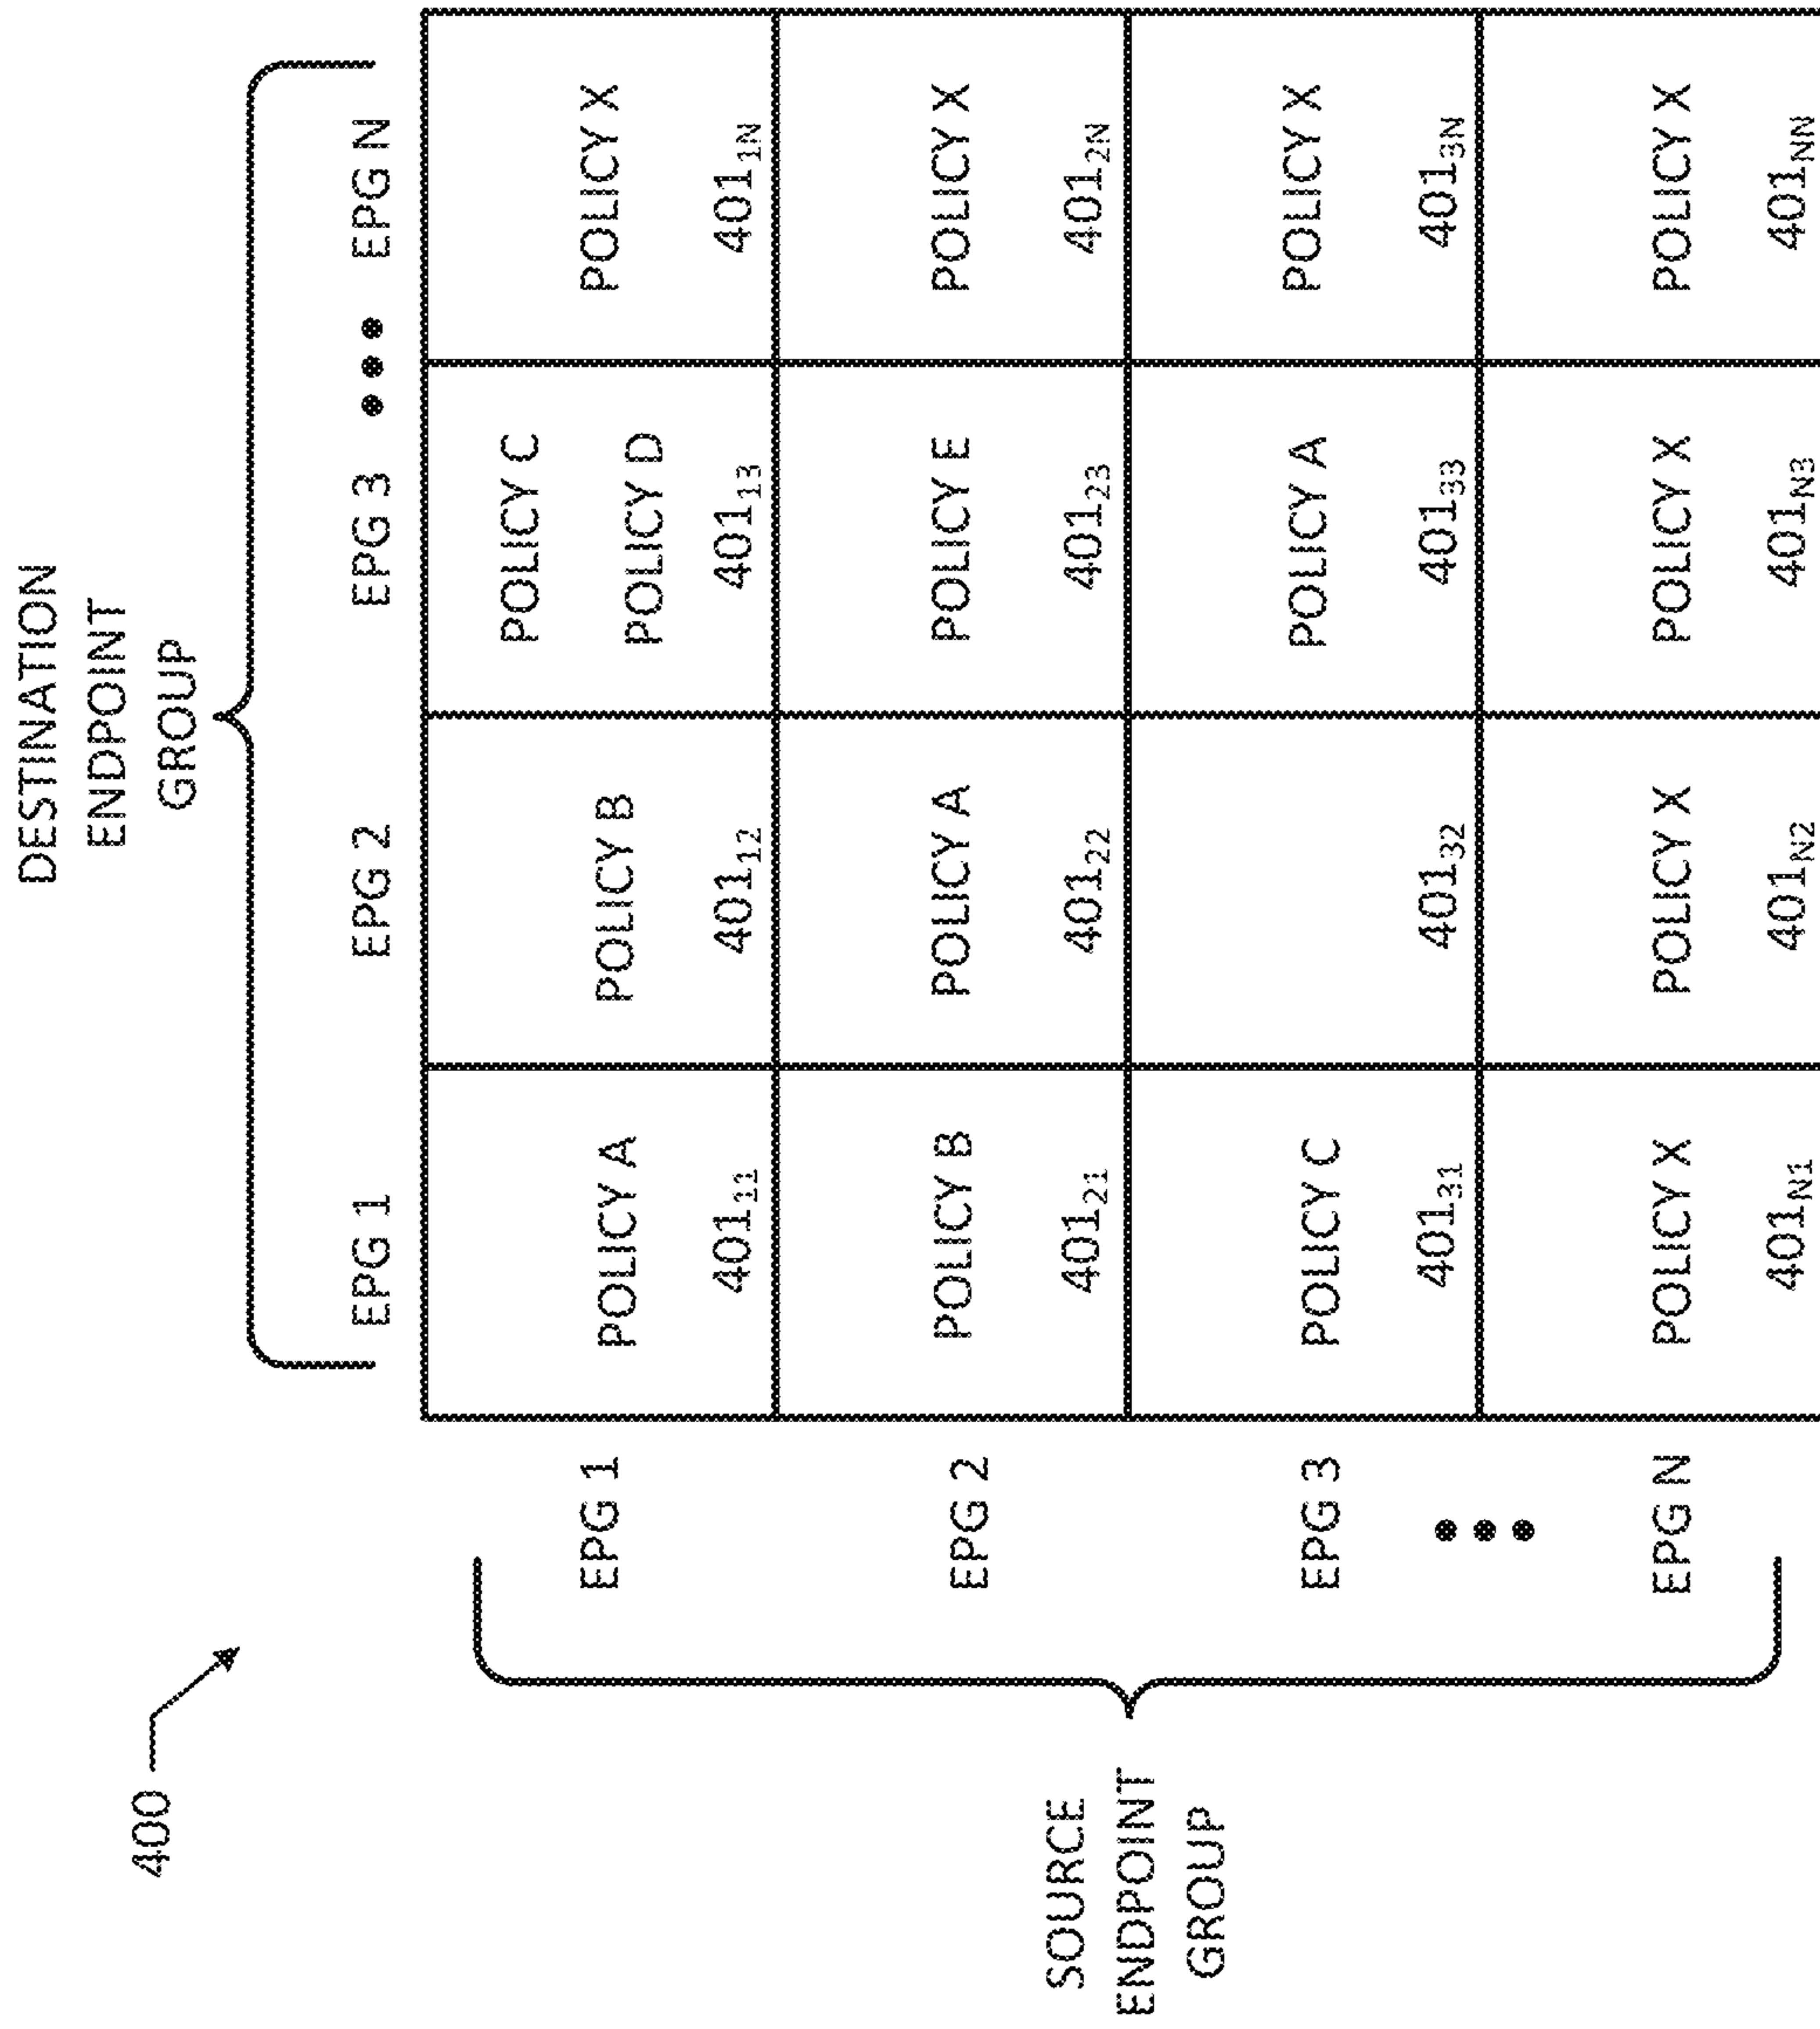 400
DESTINATION
ENDPOINT
GROUP
EPG 1 EPG 2 EPG 3 ••• EPG N
SOURCE
ENDPOINT
GROUP
EPG 1
POLICY A
401₁₁
POLICY B
401₁₂
POLICY C
POLICY D
401₁₃
POLICY X
401₁N
EPG 2
POLICY B
401₂₁
POLICY A
401₂₂
POLICY E
401₂₃
POLICY X
401₂N
EPG 3
•••
POLICY C
401₃₁
401₃₂
POLICY A
401₃₃
POLICY X
401₃N
EPG N
POLICY X
401N₁
POLICY X
401N₂
POLICY X
401N₃
POLICY X
401NN